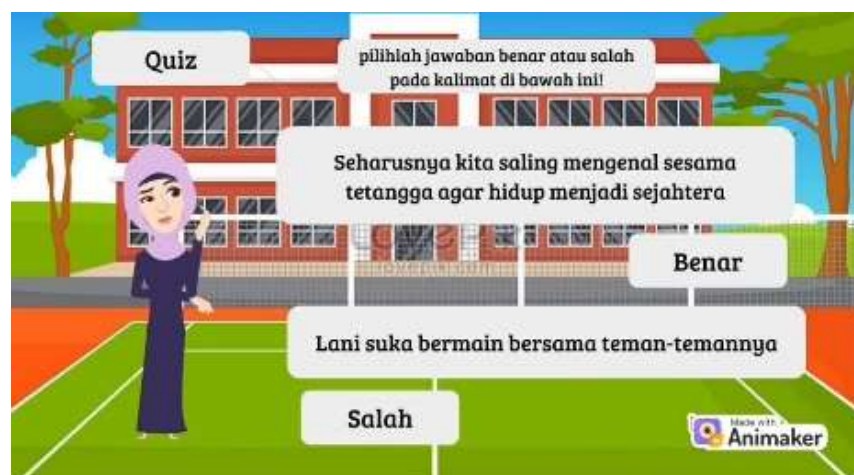 Quiz
pilihlah jawaban benar atau salah
pada kalimat di bawah ini!
Seharusnya kita saling mengenal sesama
tetangga agar hidup menjadi sejahtera
Benar
Lani suka bermain bersama teman-temannya
Salah
Made with
Animaker